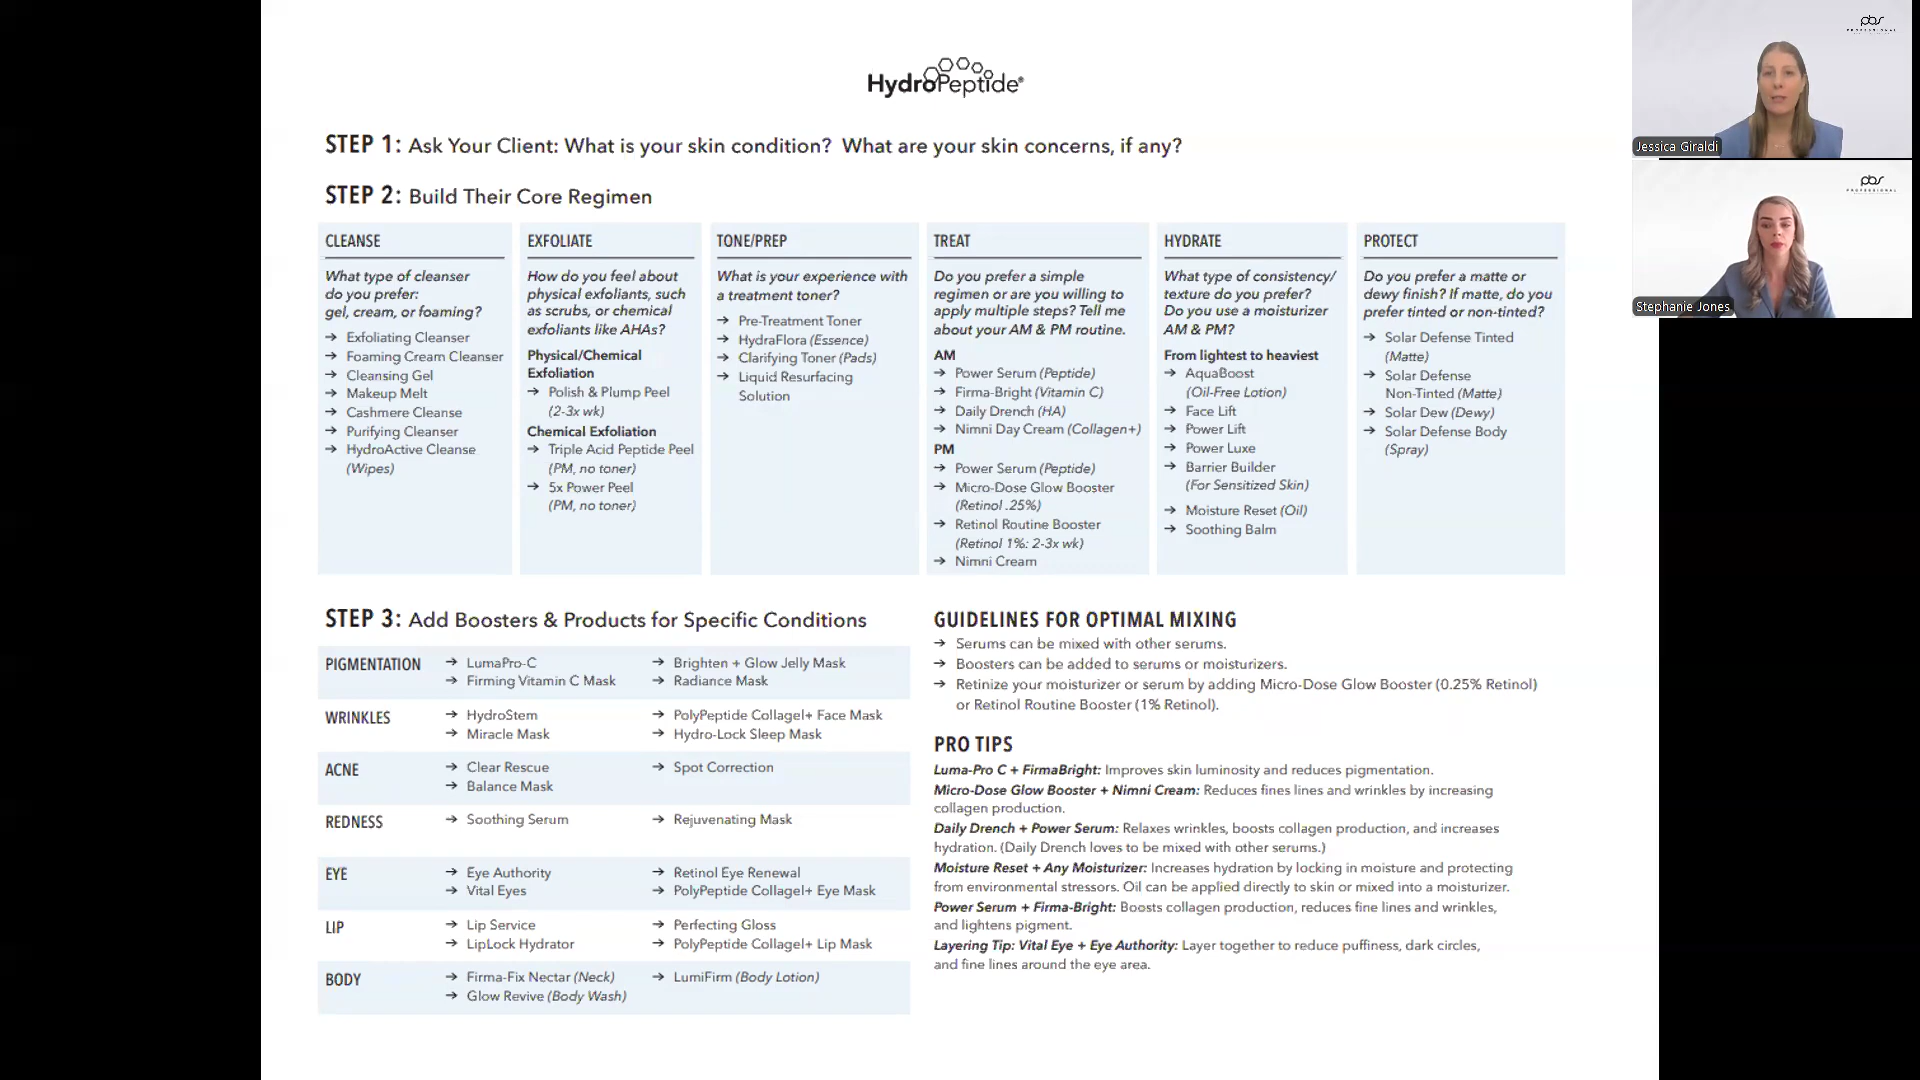 HydroPeptide®
STEP 1: Ask Your Client: What is your skin condition? What are your skin concerns, if any?
STEP 2: Build Their Core Regimen
CLEANSE
What type of cleanser
do you prefer:
gel, cream, or foaming?
→ Exfoliating Cleanser
→ Foaming Cream Cleanser
→ Cleansing Gel
→ Makeup Melt
→ Cashmere Cleanse
→ Purifying Cleanser
→ HydroActive Cleanse
(Wipes)
EXFOLIATE
How do you feel about
physical exfoliants, such
as scrubs, or chemical
exfoliants like AHAs?
Physical/Chemical
Exfoliation
→ Polish & Plump Peel
(2-3x wk)
Chemical Exfoliation
→ Triple Acid Peptide Peel
(PM, no toner)
→ 5x Power Peel
(PM, no toner)
TONE/PREP
What is your experience with
a treatment toner?
→ Pre-Treatment Toner
→ HydraFlora (Essence)
→ Clarifying Toner (Pads)
→ Liquid Resurfacing
Solution
TREAT
Do you prefer a simple
regimen or are you willing to
apply multiple steps? Tell me
about your AM & PM routine.
AM
→ Power Serum (Peptide)
→ Firma-Bright (Vitamin C)
→ Daily Drench (HA)
→ Nimni Day Cream (Collagen+)
PM
→ Power Serum (Peptide)
→ Micro-Dose Glow Booster
(Retinol .25%)
→ Retinol Routine Booster
(Retinol 1%: 2-3x wk)
→ Nimni Cream
HYDRATE
What type of consistency/
texture do you prefer?
Do you use a moisturizer
AM & PM?
From lightest to heaviest
→ AquaBoost
(Oil-Free Lotion)
→ Face Lift
→ Power Lift
→ Power Luxe
→ Barrier Builder
(For Sensitized Skin)
→ Moisture Reset (Oil)
→ Soothing Balm
PROTECT
Do you prefer a matte or
dewy finish? If matte, do you
prefer tinted or non-tinted?
→ Solar Defense Tinted
(Matte)
→ Solar Defense
Non-Tinted (Matte)
→ Solar Dew (Dewy)
→ Solar Defense Body
(Spray)
STEP 3: Add Boosters & Products for Specific Conditions
PIGMENTATION
→ LumaPro-C
→ Firming Vitamin C Mask
→ Brighten + Glow Jelly Mask
→ Radiance Mask
WRINKLES
→ HydroStem
→ Miracle Mask
→ PolyPeptide Collagel+ Face Mask
→ Hydro-Lock Sleep Mask
ACNE
→ Clear Rescue
→ Balance Mask
→ Spot Correction
REDNESS
→ Soothing Serum
→ Rejuvenating Mask
EYE
→ Eye Authority
→ Vital Eyes
→ Retinol Eye Renewal
→ PolyPeptide Collagel+ Eye Mask
LIP
→ Lip Service
→ LipLock Hydrator
→ Perfecting Gloss
→ PolyPeptide Collagel+ Lip Mask
BODY
→ Firma-Fix Nectar (Neck)
→ Glow Revive (Body Wash)
→ LumiFirm (Body Lotion)
GUIDELINES FOR OPTIMAL MIXING
→ Serums can be mixed with other serums.
→ Boosters can be added to serums or moisturizers.
→ Retinize your moisturizer or serum by adding Micro-Dose Glow Booster (0.25% Retinol)
or Retinol Routine Booster (1% Retinol).
PRO TIPS
Luma-Pro C + FirmaBright: Improves skin luminosity and reduces pigmentation.
Micro-Dose Glow Booster + Nimni Cream: Reduces fines lines and wrinkles by increasing
collagen production.
Daily Drench + Power Serum: Relaxes wrinkles, boosts collagen production, and increases
hydration. (Daily Drench loves to be mixed with other serums.)
Moisture Reset + Any Moisturizer: Increases hydration by locking in moisture and protecting
from environmental stressors. Oil can be applied directly to skin or mixed into a moisturizer.
Power Serum + Firma-Bright: Boosts collagen production, reduces fine lines and wrinkles,
and lightens pigment.
Layering Tip: Vital Eye + Eye Authority: Layer together to reduce puffiness, dark circles,
and fine lines around the eye area.
pbs
PROFESSIONAL
Jessica Giraldi
pbs
PROFESSIONAL
Stephanie Jones